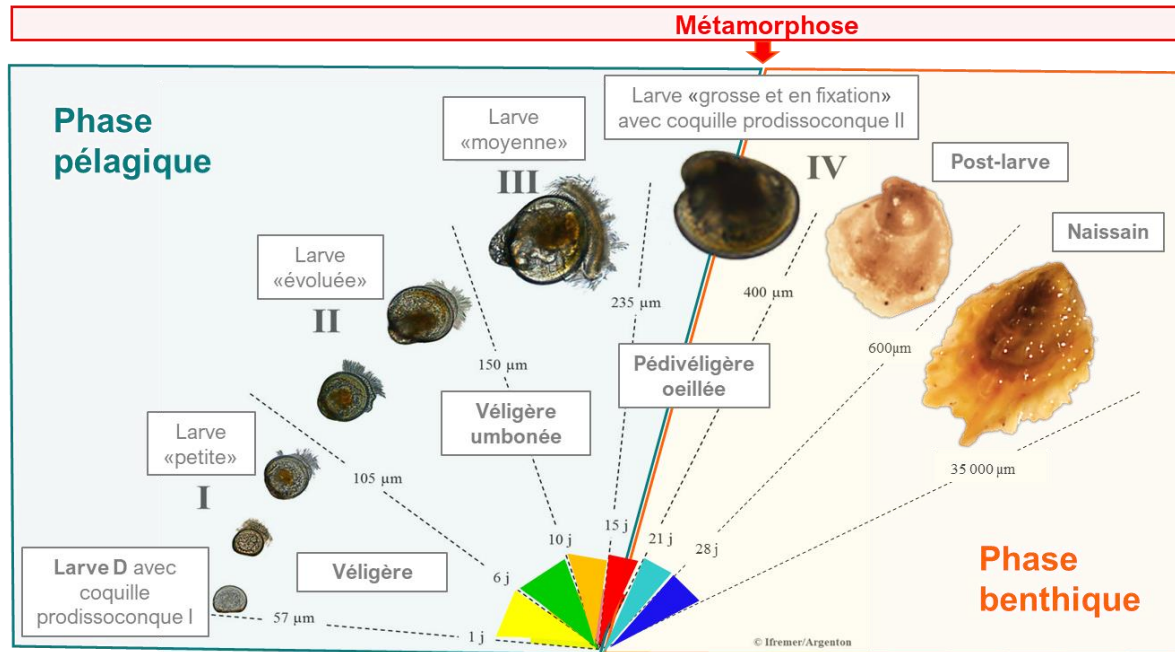 Métamorphose
Phase
pélagique
Larve
«moyenne»
III
Larve «grosse et en fixation»
avec coquille prodissoconque II
IV
Post-larve
Naissain
Larve
«évoluée»
II
235 µm
400 µm
600µm
150 µm
Pédivéligère
oeillée
Véligère
umbonée
Larve
«petite»
I
105 µm
35 000 µm
10 j
15 j
21 j
28 j
6 j
1 j
Larve D avec
coquille
prodissoconque I
57 µm
Véligère
Phase
benthique
© Ifremer/Argenton